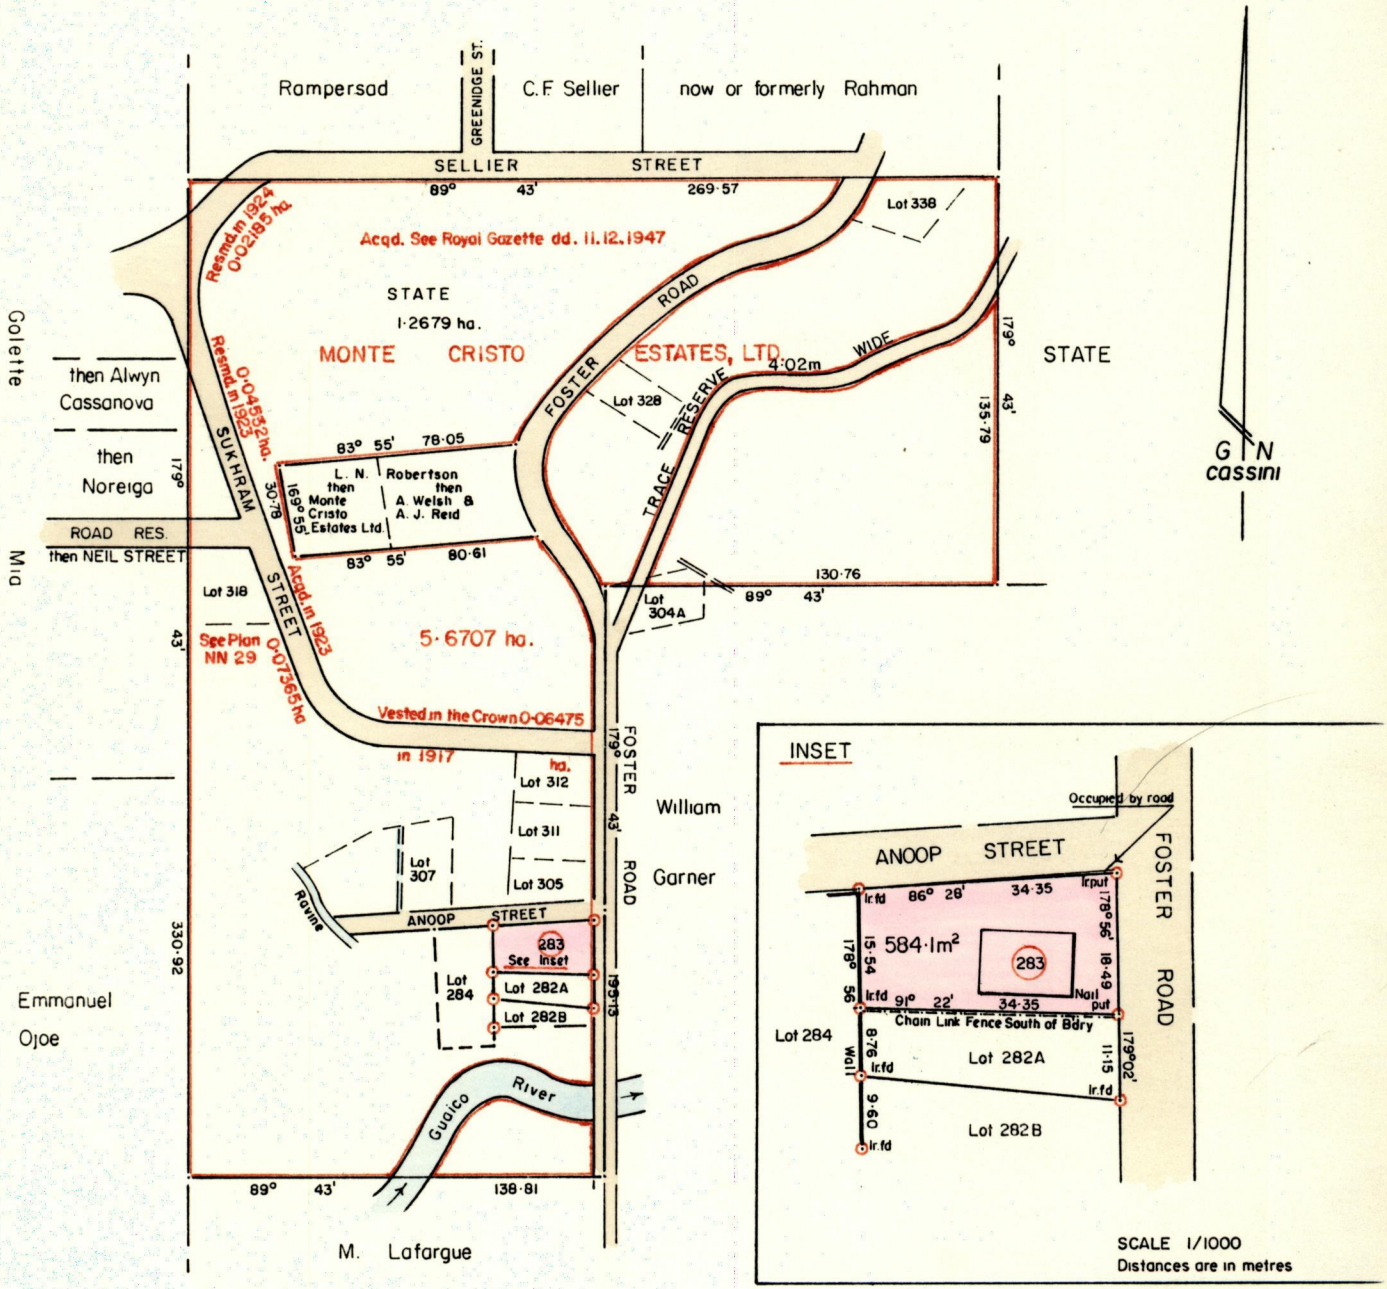 Rampersad
GREENIDGE ST.
C.F. Sellier
now or formerly Rahman
SELLIER STREET
89° 43' 269·57
Lot 338
Resmd. in 1924
0·02185 ha.
Acqd. See Royal Gazette dd. 11.12.1947
STATE
1·2679 ha.
MONTE CRISTO ESTATES, LTD.
FOSTER ROAD
TRACE RESERVE 4·02m WIDE
Lot 328
179° 43'
135·79
STATE
G N
Cassini
Golette
Mia
then Alwyn
Cassanova
then
Noreiga
179° 43'
330·92
Resmd. in 1923
0·04532 ha.
SUKHRAM STREET
83° 55' 78·05
30·78
169° 55'
L. N. Robertson
then
Monte
Cristo
Estates Ltd.
then
A. Welsh &
A. J. Reid
83° 55' 80·61
ROAD RES.
then NEIL STREET
Lot 318
See Plan
NN 29
Acqd. in 1923
0·07365 ha
5·6707 ha.
Lot
304A
130·76
89° 43'
Vested in the Crown 0·06475
in 1917 ha.
FOSTER ROAD
179° 43'
195·13
William
Garner
Lot 312
Lot 311
Lot 305
Lot
307
Ravine
ANOOP STREET
283
See Inset
Lot
284
Lot 282A
Lot 282B
Emmanuel
Ojoe
Guaico River
89° 43' 138·81
M. Lafargue
INSET
Occupied by road
ANOOP STREET
FOSTER ROAD
Ir.fd
86° 28' 34·35
Ir.put
178° 56' 18·49
178° 56
15·54
584·1m²
283
Ir.fd
91° 22' 34·35
Nail
put
Chain Link Fence South of Bdry
Lot 284
8·76
Wall
Ir.fd
Lot 282A
179°02'
11·15
Ir.fd
9·60
Ir.fd
Lot 282B
SCALE 1/1000
Distances are in metres